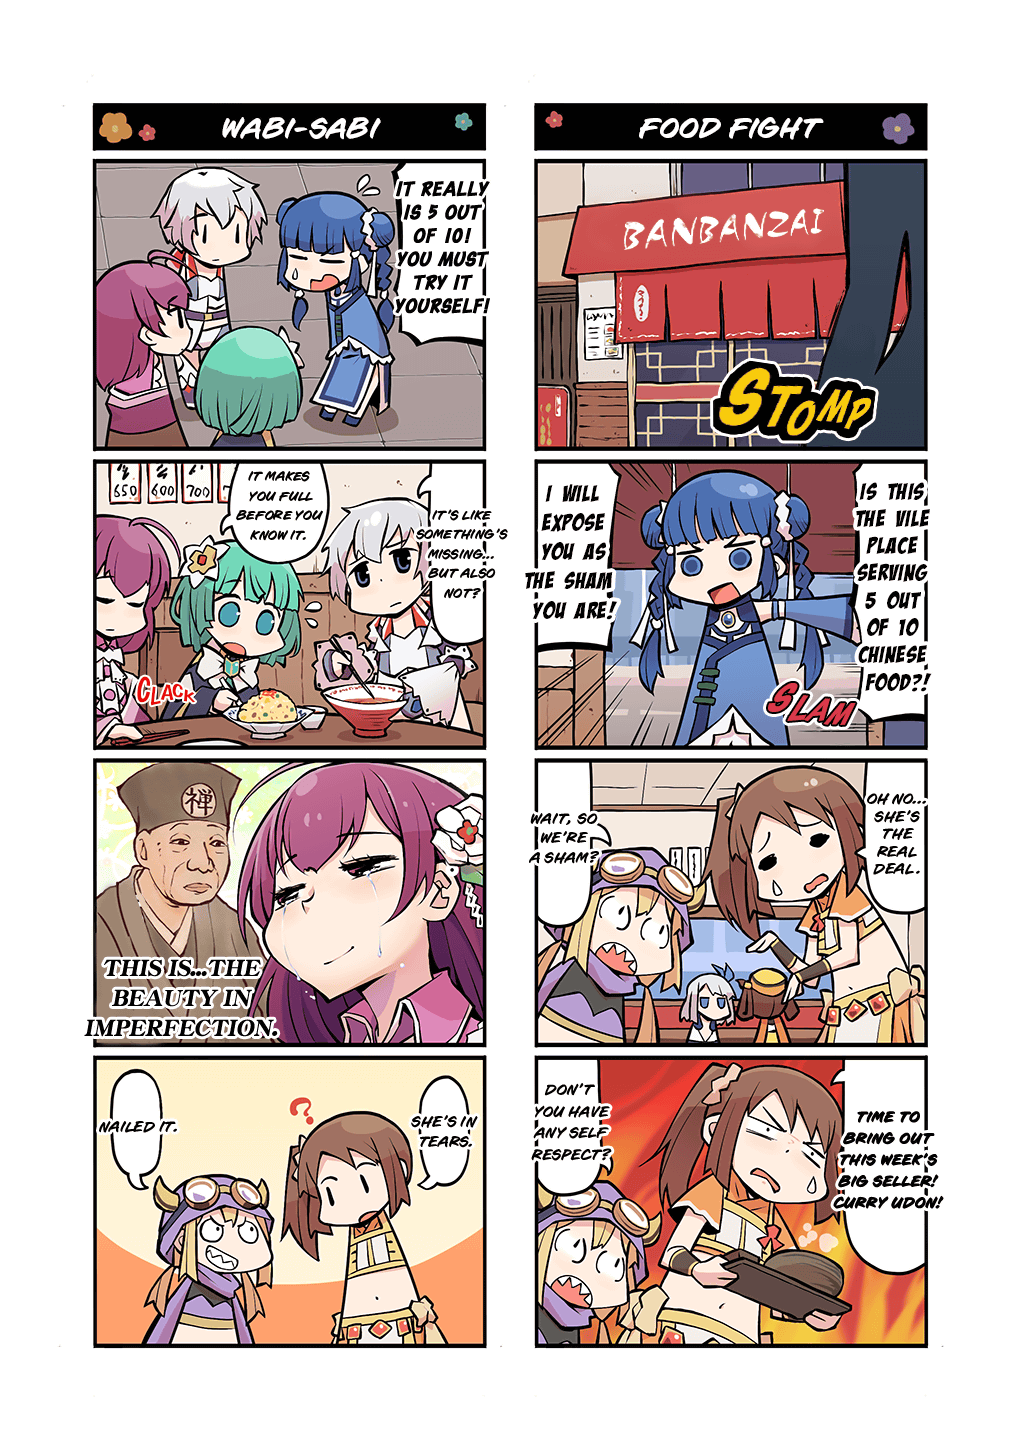 FOOD FIGHT
BANBANZAI
STOMP
IS THIS
THE VILE
PLACE
SERVING
5 OUT
OF 10
CHINESE
FOOD?!
I WILL
EXPOSE
YOU AS
THE SHAM
YOU ARE!
SLAM
OH NO...
SHE'S
THE
REAL
DEAL.
WAIT, SO
WE'RE
A SHAM?
TIME TO
BRING OUT
THIS WEEK'S
BIG SELLER!
CURRY UDON!
DON'T
YOU HAVE
ANY SELF
RESPECT?
WABI-SABI
IT REALLY
IS 5 OUT
OF 10!
YOU MUST
TRY IT
YOURSELF!
650 600 700
IT'S LIKE
SOMETHING'S
MISSING...
BUT ALSO
NOT?
IT MAKES
YOU FULL
BEFORE YOU
KNOW IT.
CLACK
禅
THIS IS...THE
BEAUTY IN
IMPERFECTION.
SHE'S IN
TEARS.
?
NAILED IT.